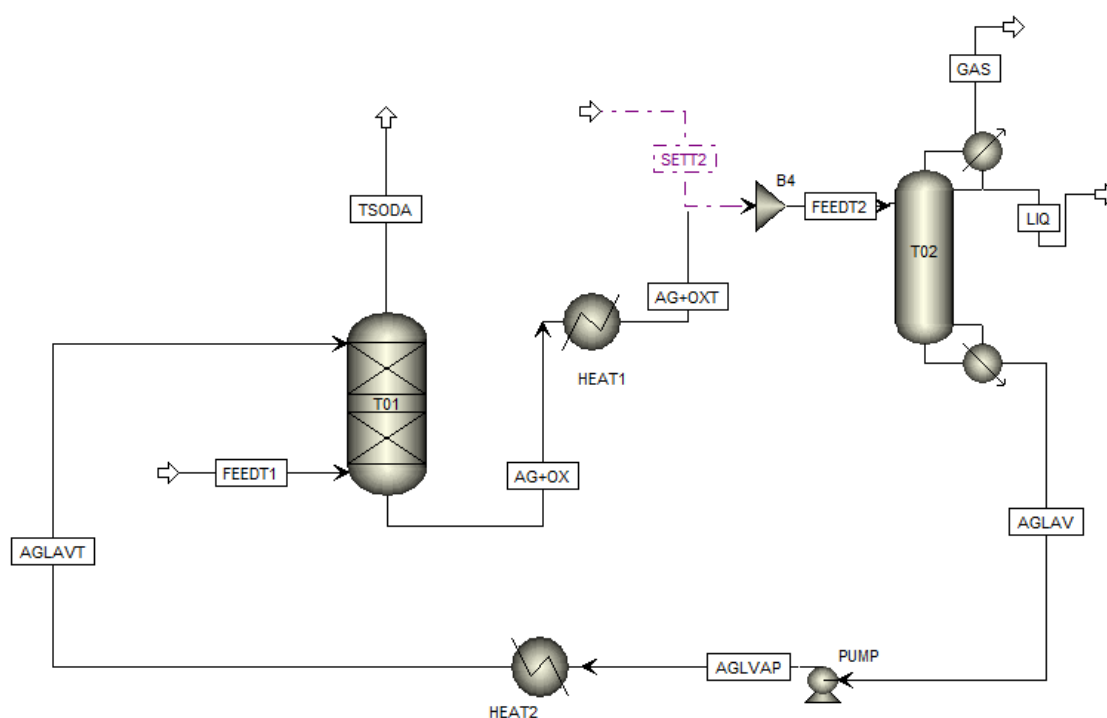 GAS
SETT2
B4
TSODA
FEEDT2
LIQ
T02
AG+OXT
HEAT1
T01
FEEDT1
AG+OX
AGLAV
AGLAVT
PUMP
AGLVAP
HEAT2